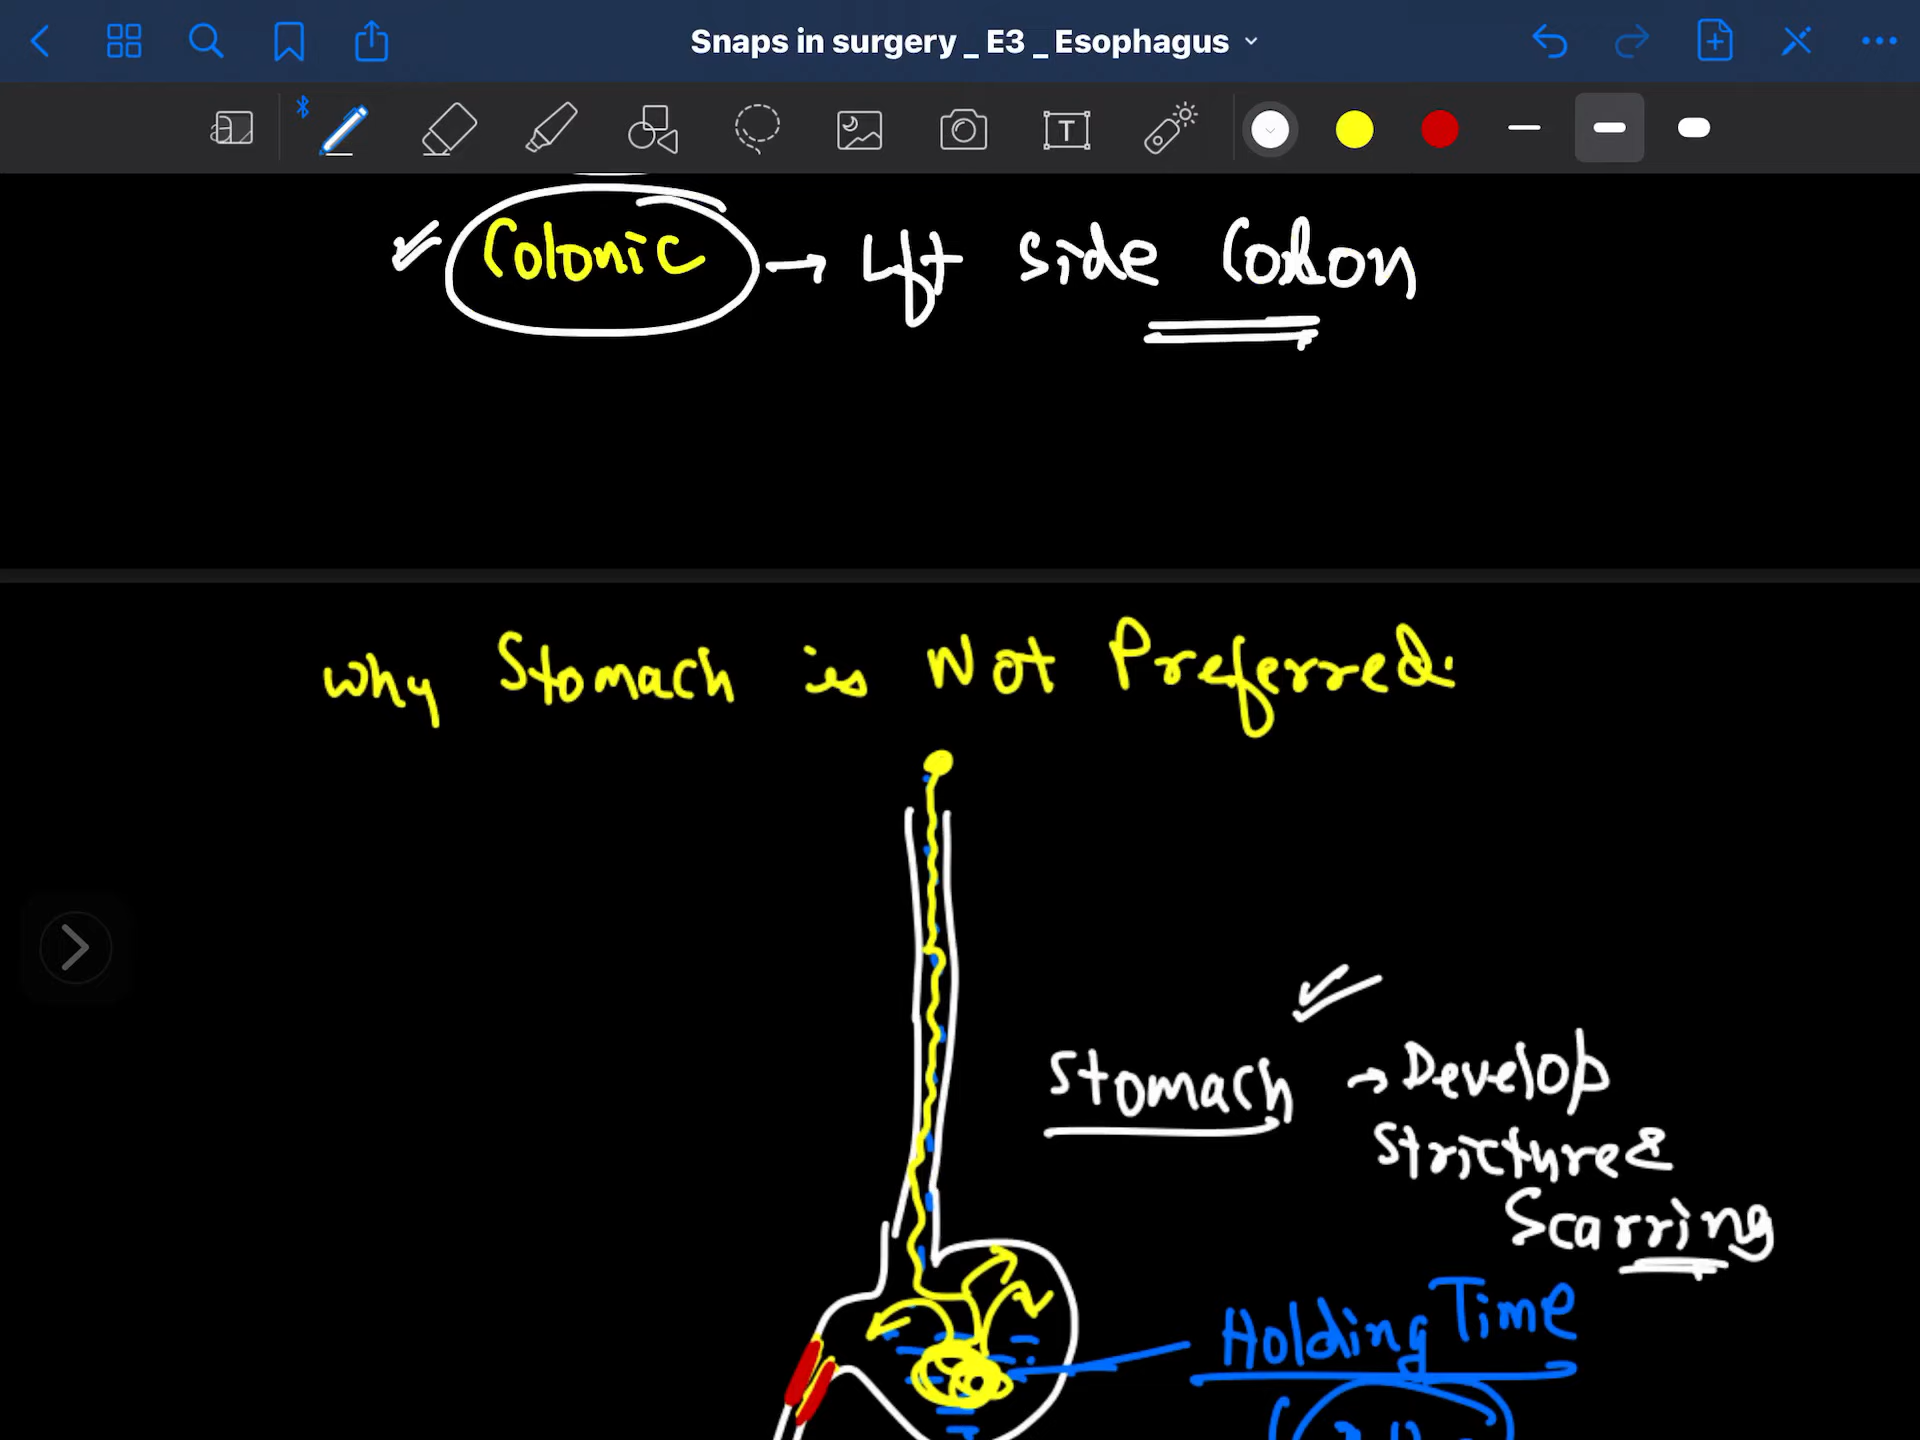 Snaps in surgery _ E3 _ Esophagus
T
Colonic → Left side Colon
Why Stomach is Not Preferred.
Stomach → Develop
Stricture &
Scarring
Holding Time